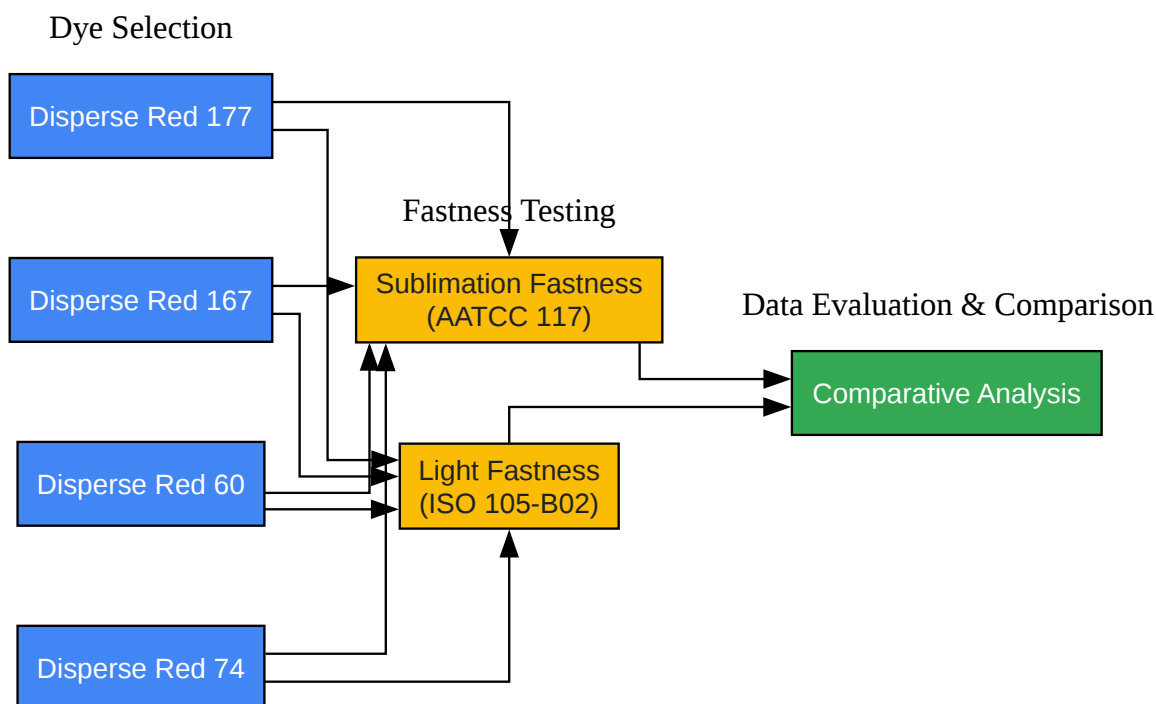 Dye Selection
Disperse Red 177
Fastness Testing
Disperse Red 167
Sublimation Fastness
(AATCC 117)
Data Evaluation & Comparison
Comparative Analysis
Disperse Red 60
Light Fastness
(ISO 105-B02)
Disperse Red 74